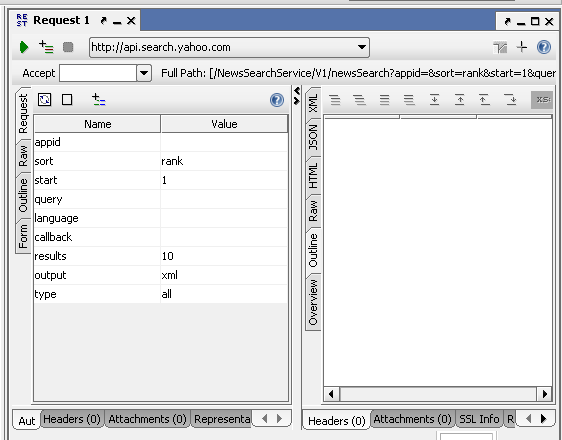 RE ST Request 1
http://api.search.yahoo.com
Accept Full Path: [/NewsSearchService/V1/newsSearch?appid=&sort=rank&start=1&quer
Request
Raw
Outline
Form
Name Value
appid
sort rank
start 1
query
language
callback
results 10
output xml
type all
Aut Headers (0) Attachments (0) Representa
XML
JSON
HTML
Raw
Outline
Overview
XS
Headers (0) Attachments (0) SSL Info R